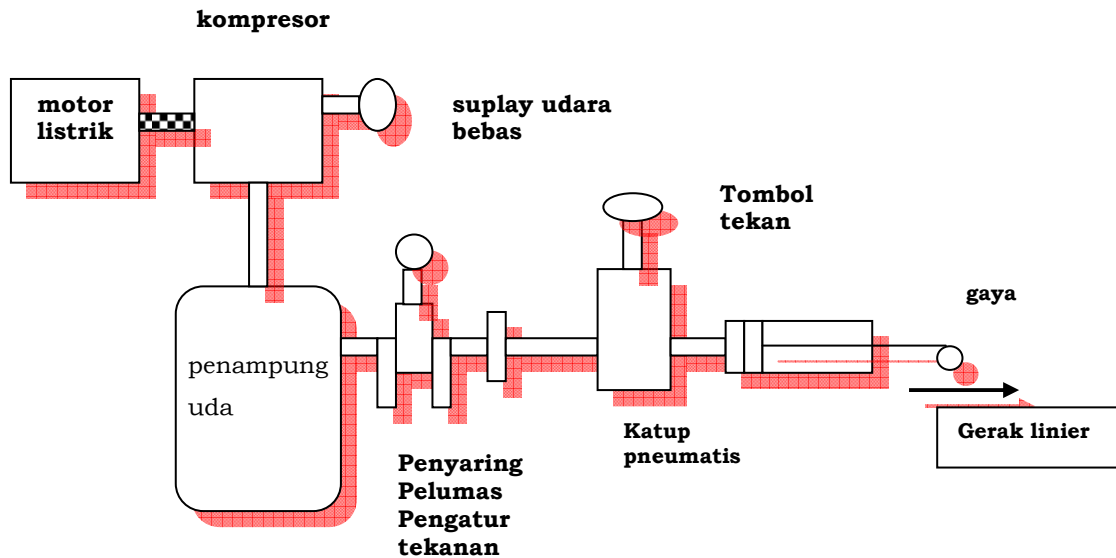 kompresor
motor
listrik
suplay udara
bebas
Tombol
tekan
gaya
penampung
uda
Katup
pneumatis
Gerak linier
Penyaring
Pelumas
Pengatur
tekanan